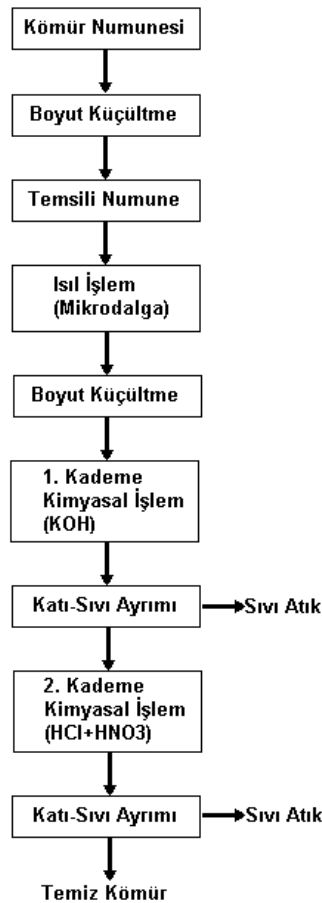 Kömür Numunesi
Boyut Küçültme
Temsili Numune
Isıl İşlem
(Mikrodalga)
Boyut Küçültme
1. Kademe
Kimyasal İşlem
(KOH)
Katı-Sıvı Ayrımı
Sıvı Atık
2. Kademe
Kimyasal İşlem
(HCl+HNO3)
Katı-Sıvı Ayrımı
Sıvı Atık
Temiz Kömür